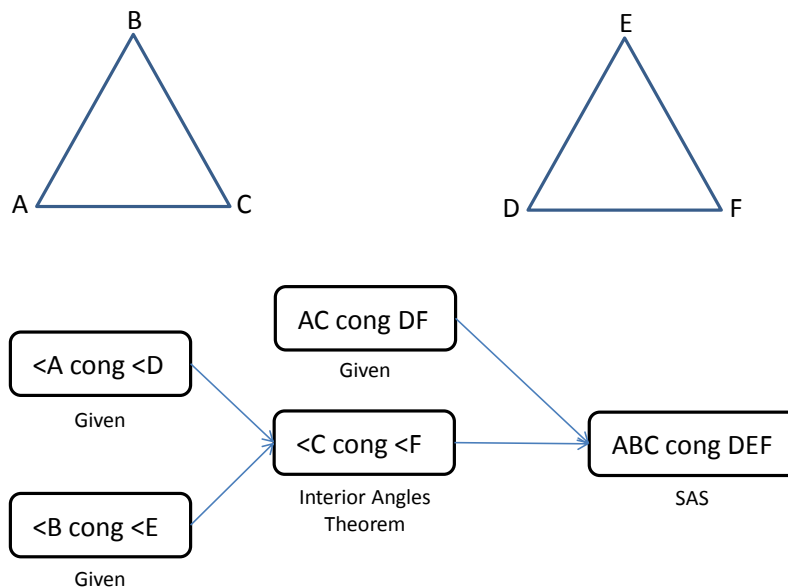 B
E
A
C
D
F
AC cong DF
Given
<A cong <D
Given
<C cong <F
Interior Angles
Theorem
ABC cong DEF
SAS
<B cong <E
Given